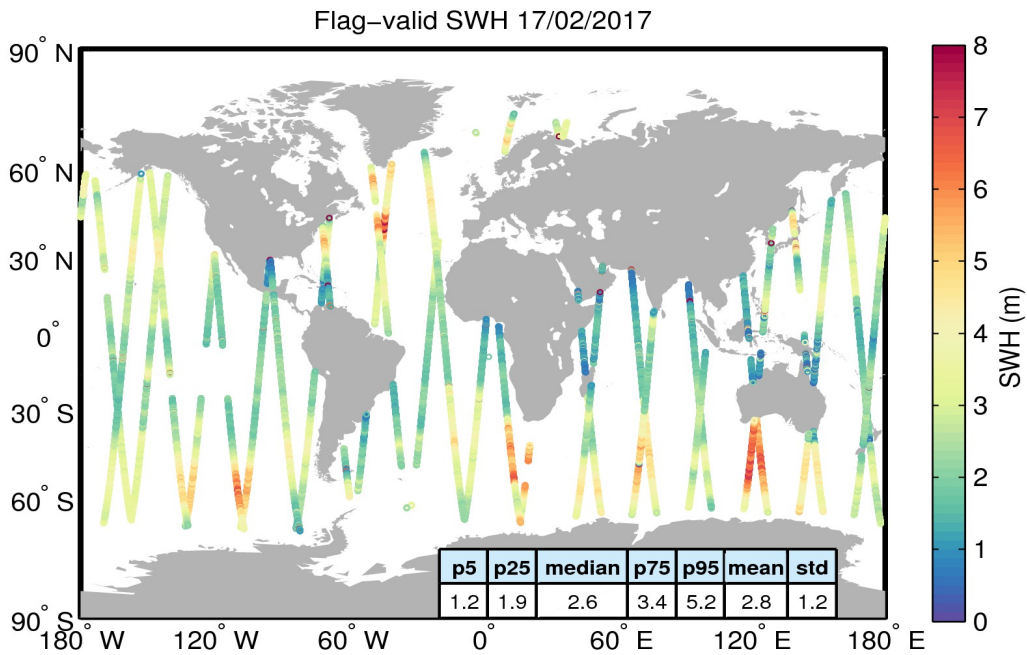 Flag−valid SWH 17/02/2017
90° N
60° N
30° N
0°
30° S
60° S
90° S
180° W
120° W
60° W
0°
60° E
120° E
180° E
p5 p25 median p75 p95 mean std
1.2 1.9 2.6 3.4 5.2 2.8 1.2
8
7
6
5
4
3
2
1
0
SWH (m)